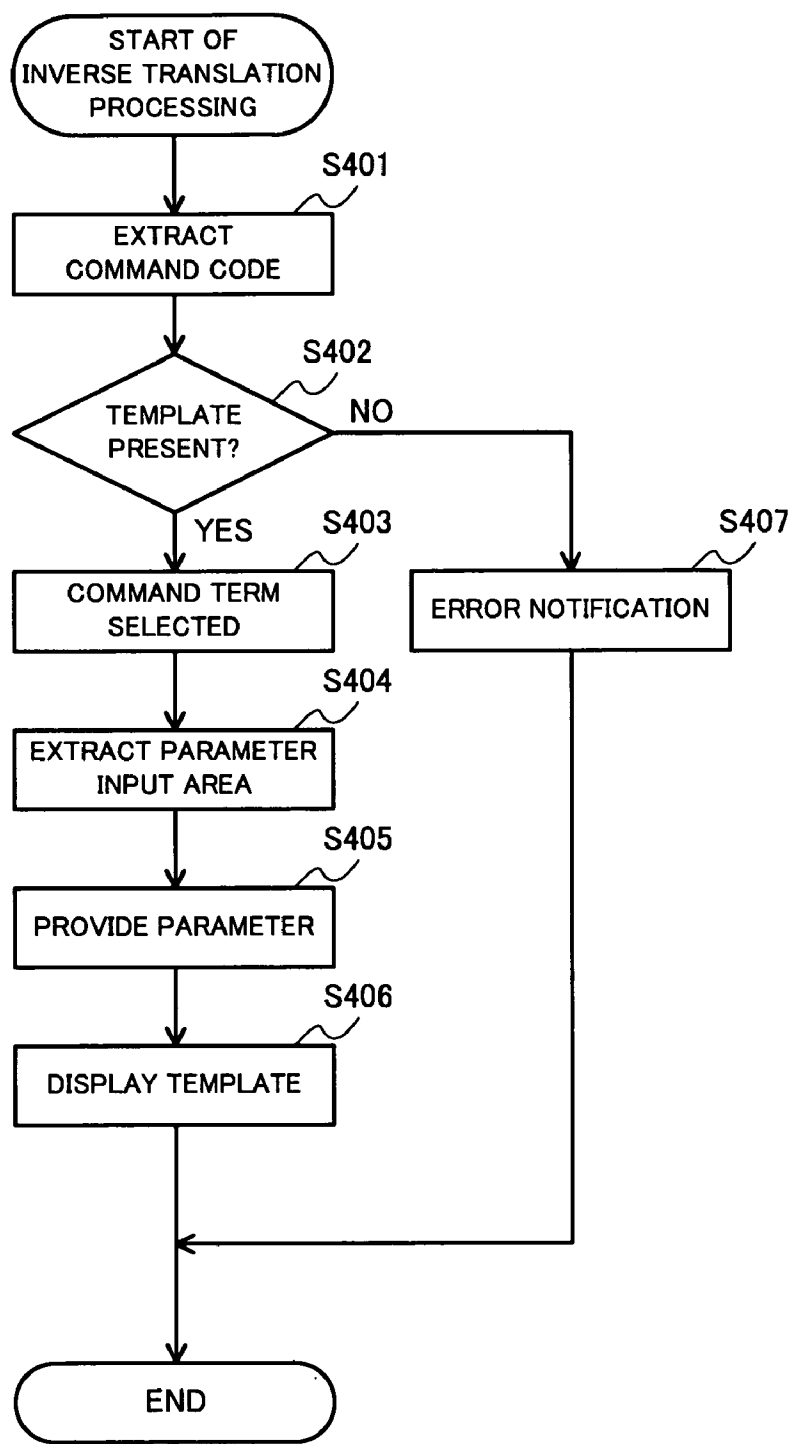 START OF
INVERSE TRANSLATION
PROCESSING
S401
EXTRACT
COMMAND CODE
S402
TEMPLATE
PRESENT?
NO
YES
S403
COMMAND TERM
SELECTED
S407
ERROR NOTIFICATION
S404
EXTRACT PARAMETER
INPUT AREA
S405
PROVIDE PARAMETER
S406
DISPLAY TEMPLATE
END